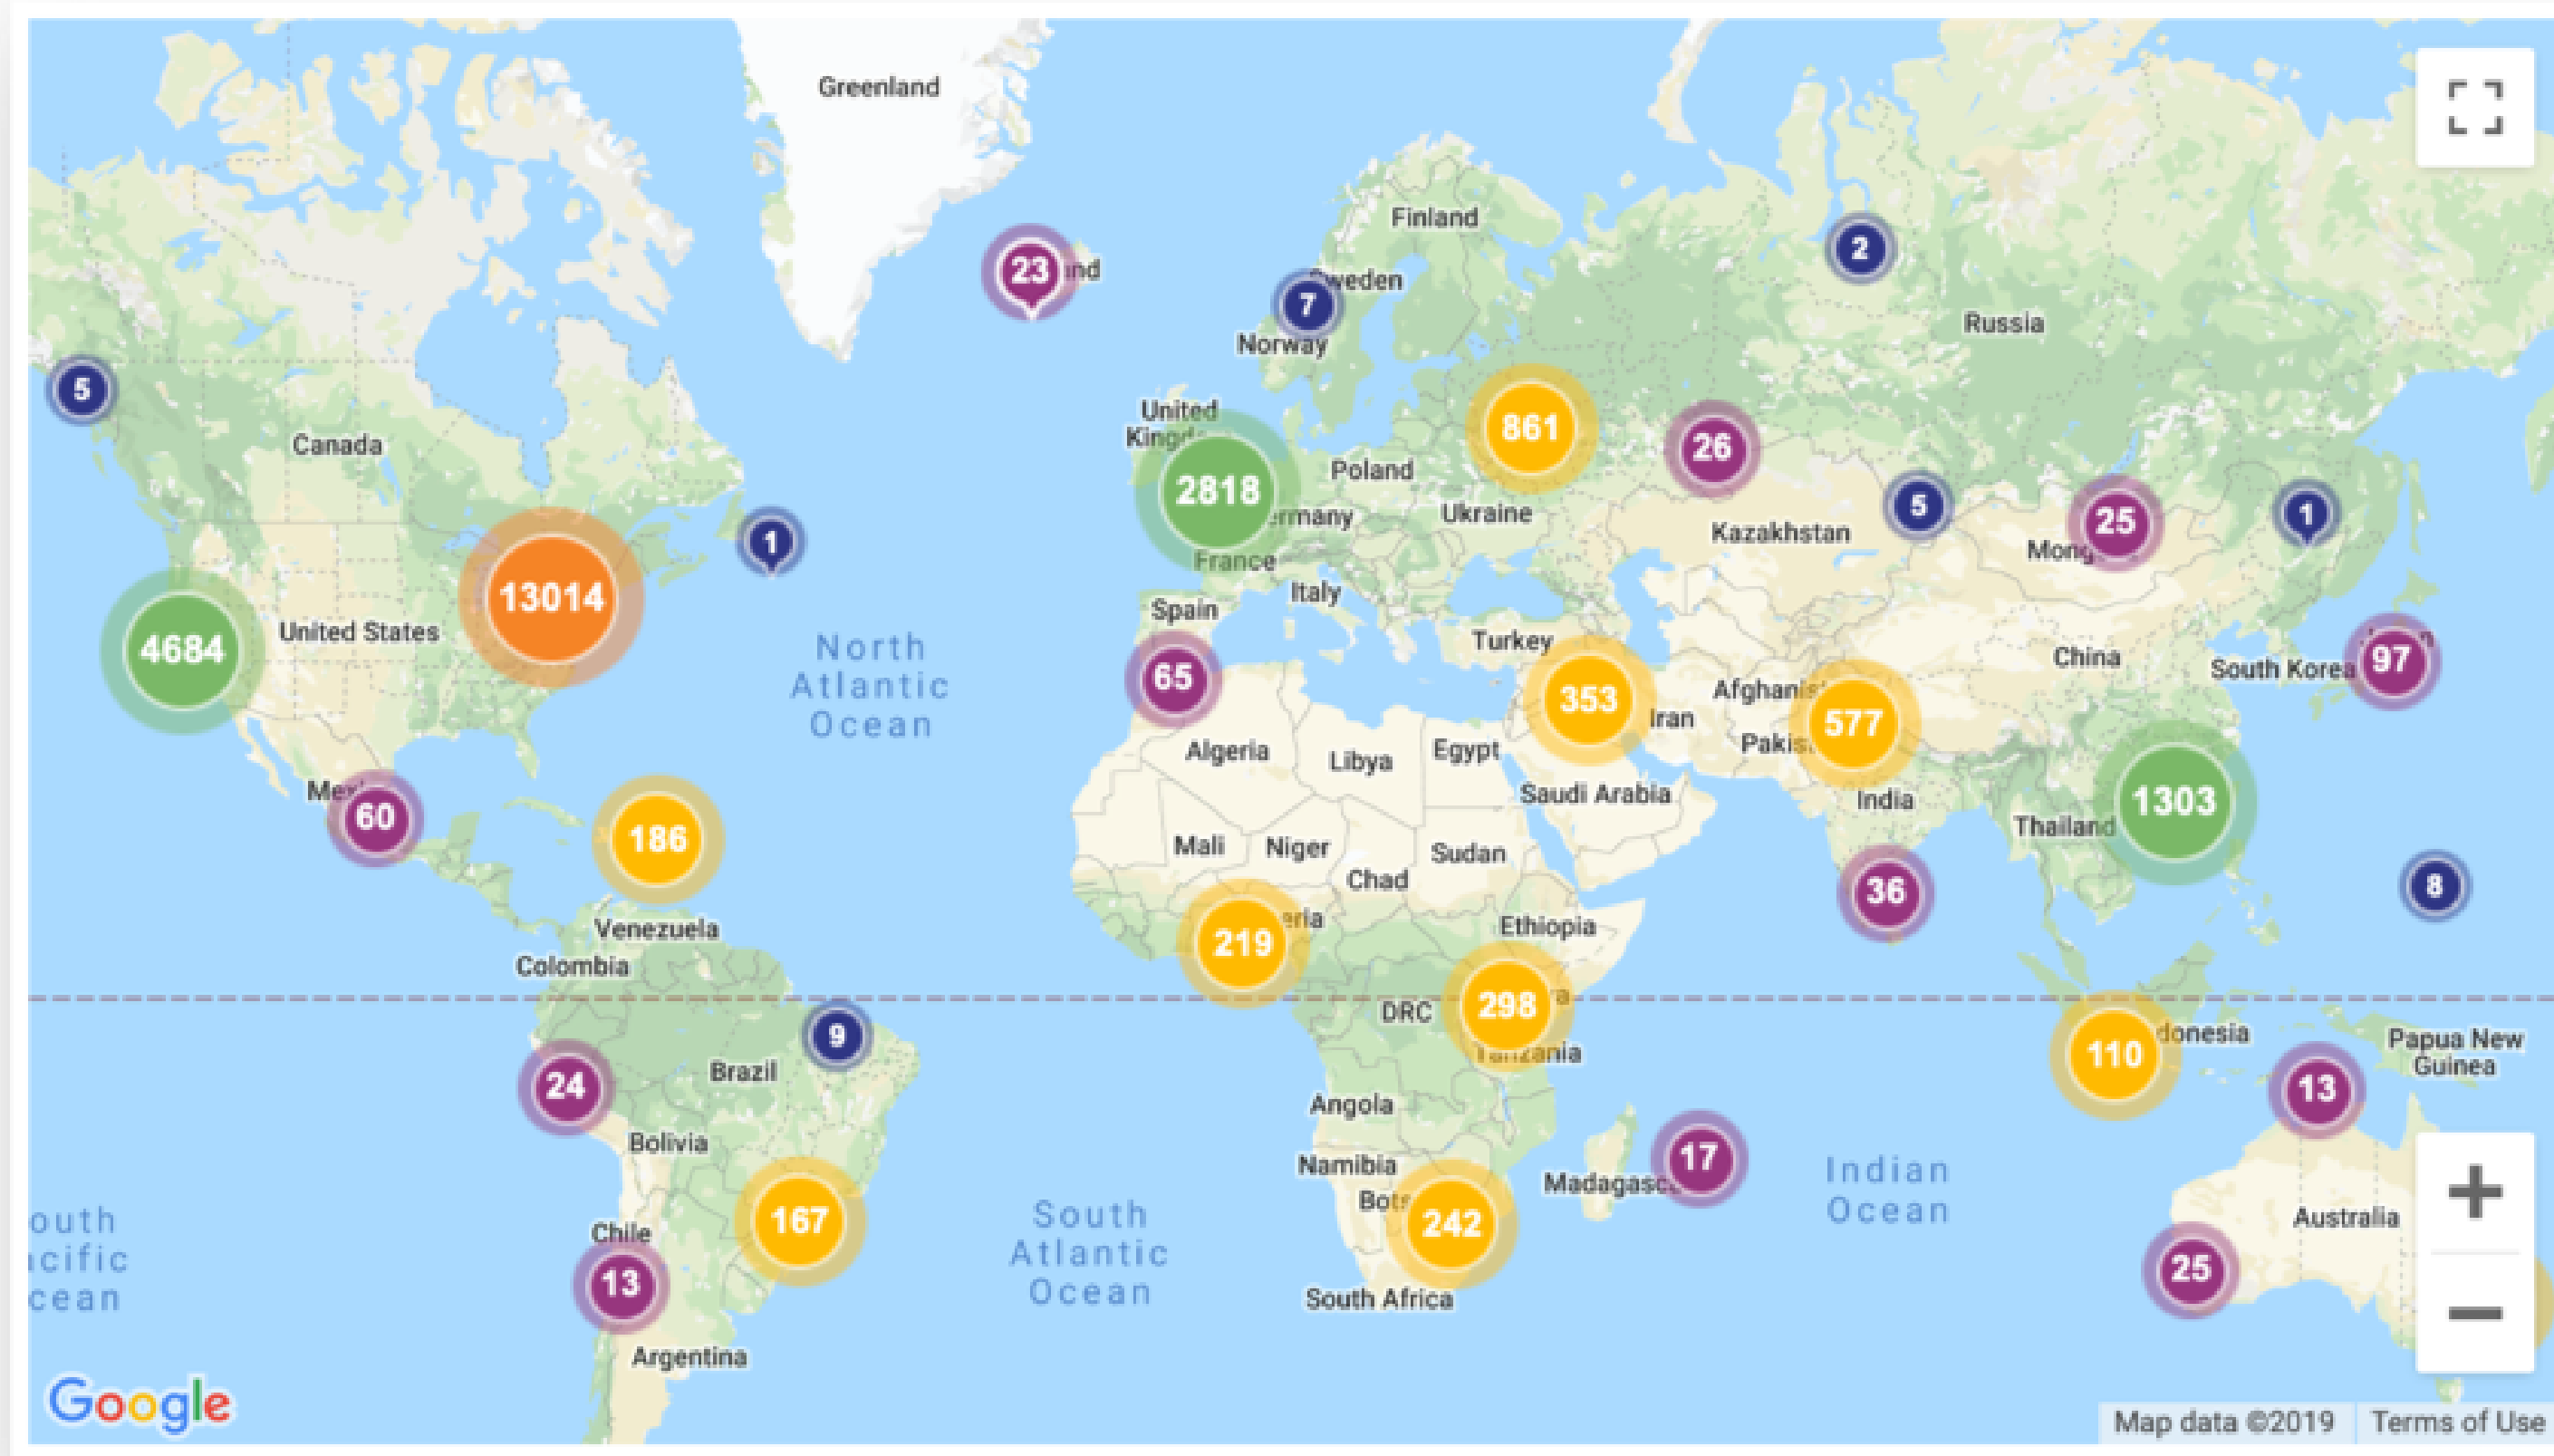 Greenland
Finland
2
23
Sweden
7
Russia
Norway
5
United
861
Canada
26
Poland
2818
5
Ukraine
1
25
1
Kazakhstan
France
13014
Italy
Spain
United States
Turkey
4684
North
Atlantic
Ocean
China
South Korea
97
65
353
Iran
577
Algeria
Libya
Egypt
Saudi Arabia
India
1303
60
Thailand
186
Mali
Niger
Sudan
Chad
36
8
Venezuela
219
Ethiopia
Colombia
298
DRC
9
110
Papua New
Guinea
Tanzania
24
Brazil
13
Angola
Bolivia
17
Namibia
Indian
Ocean
South
Atlantic
Ocean
167
242
Australia
Chile
25
13
South Africa
Argentina
Google
Map data ©2019
Terms of Use